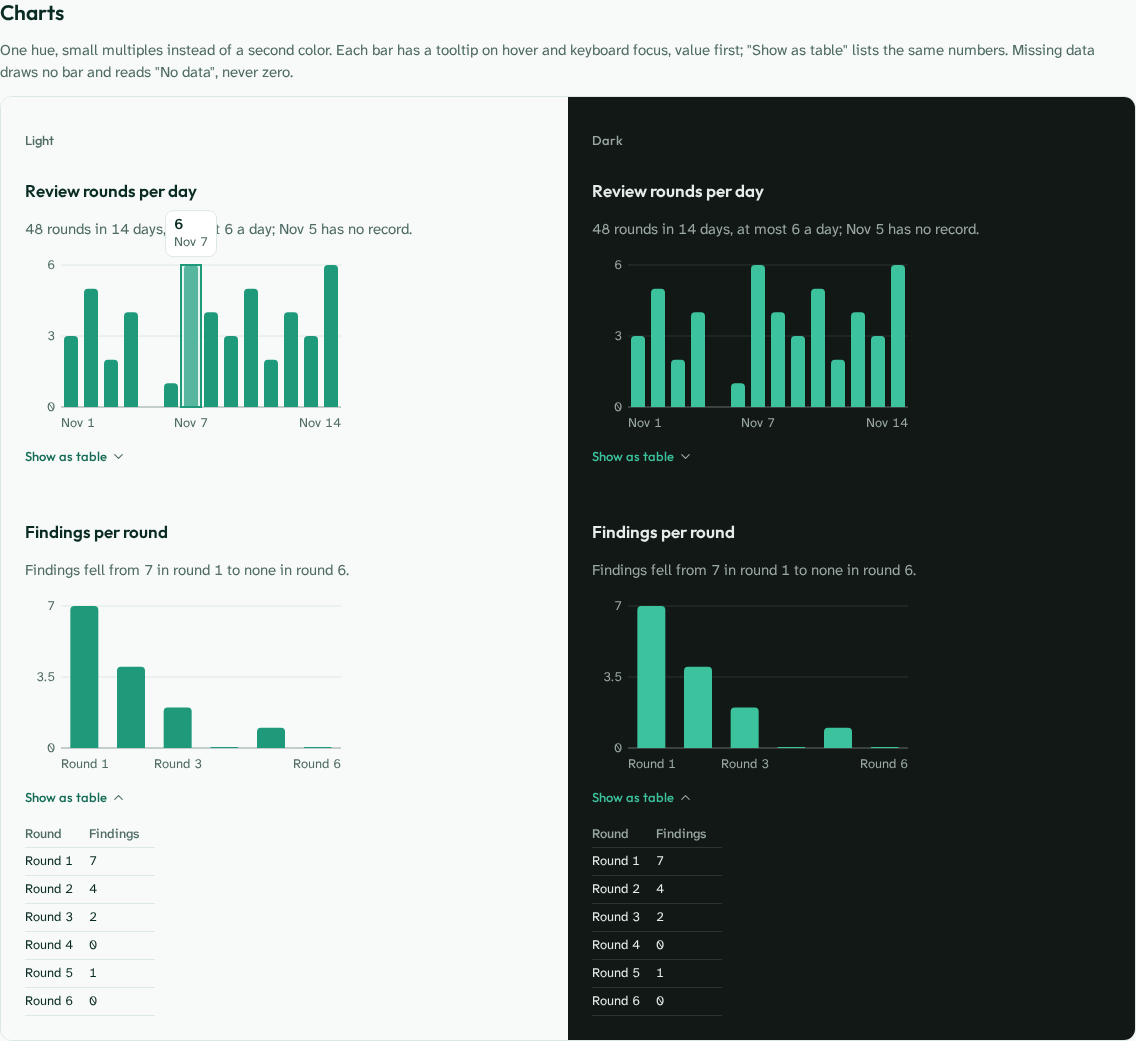 Charts
One hue, small multiples instead of a second color. Each bar has a tooltip on hover and keyboard focus, value first; "Show as table" lists the same numbers. Missing data
draws no bar and reads "No data", never zero.
Light
Review rounds per day
48 rounds in 14 days, t 6 a day; Nov 5 has no record.
6
Nov 7
6
3
0
Nov 1 Nov 7 Nov 14
Show as table
Findings per round
Findings fell from 7 in round 1 to none in round 6.
7
3.5
0
Round 1 Round 3 Round 6
Show as table
Round Findings
Round 1 7
Round 2 4
Round 3 2
Round 4 0
Round 5 1
Round 6 0
Dark
Review rounds per day
48 rounds in 14 days, at most 6 a day; Nov 5 has no record.
6
3
0
Nov 1 Nov 7 Nov 14
Show as table
Findings per round
Findings fell from 7 in round 1 to none in round 6.
7
3.5
0
Round 1 Round 3 Round 6
Show as table
Round Findings
Round 1 7
Round 2 4
Round 3 2
Round 4 0
Round 5 1
Round 6 0